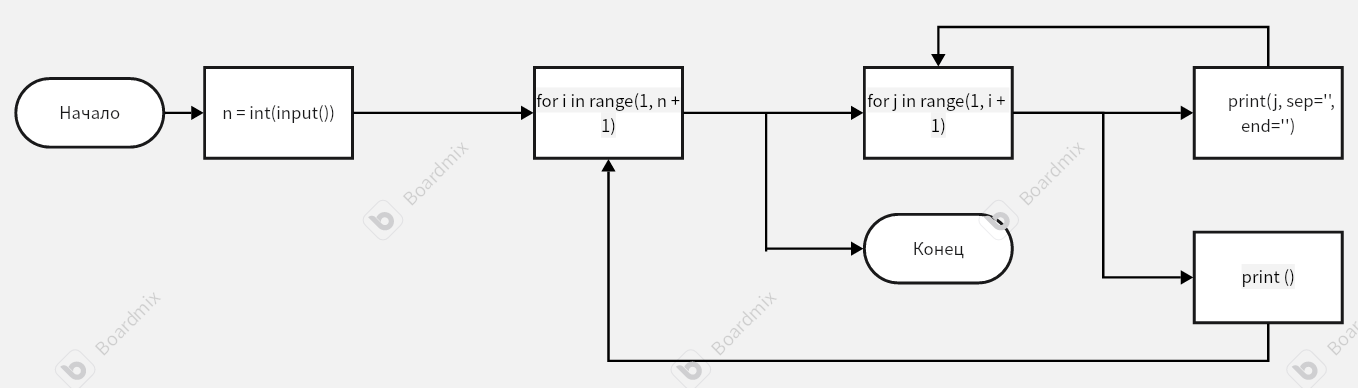 Начало
n = int(input())
for i in range(1, n +
1)
for j in range(1, i +
1)
print(j, sep='',
end='')
Конец
print ()
Boardmix
Boardmix
Boardmix
Boardmix
Boar